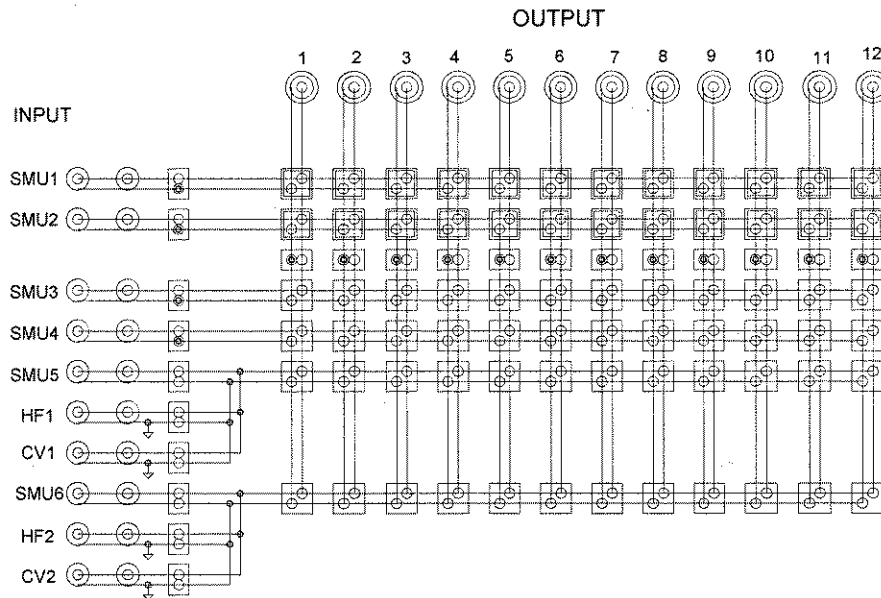 OUTPUT
1 2 3 4 5 6 7 8 9 10 11 12
INPUT
SMU1
SMU2
SMU3
SMU4
SMU5
HF1
CV1
SMU6
HF2
CV2